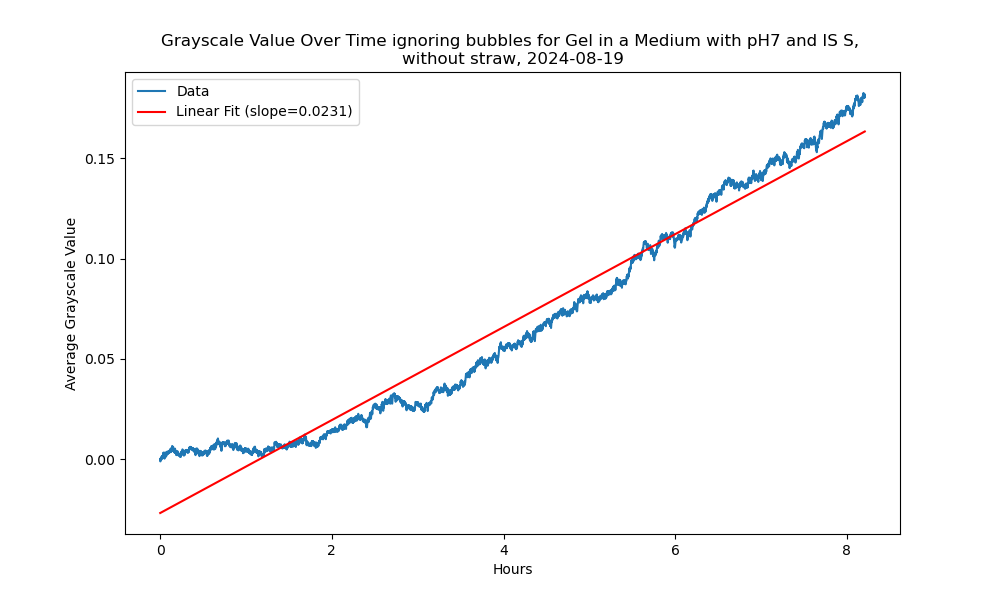 Grayscale Value Over Time ignoring bubbles for Gel in a Medium with pH7 and IS S,
without straw, 2024-08-19
Data
Linear Fit (slope=0.0231)
Average Grayscale Value
0.15
0.10
0.05
0.00
0 2 4 6 8
Hours